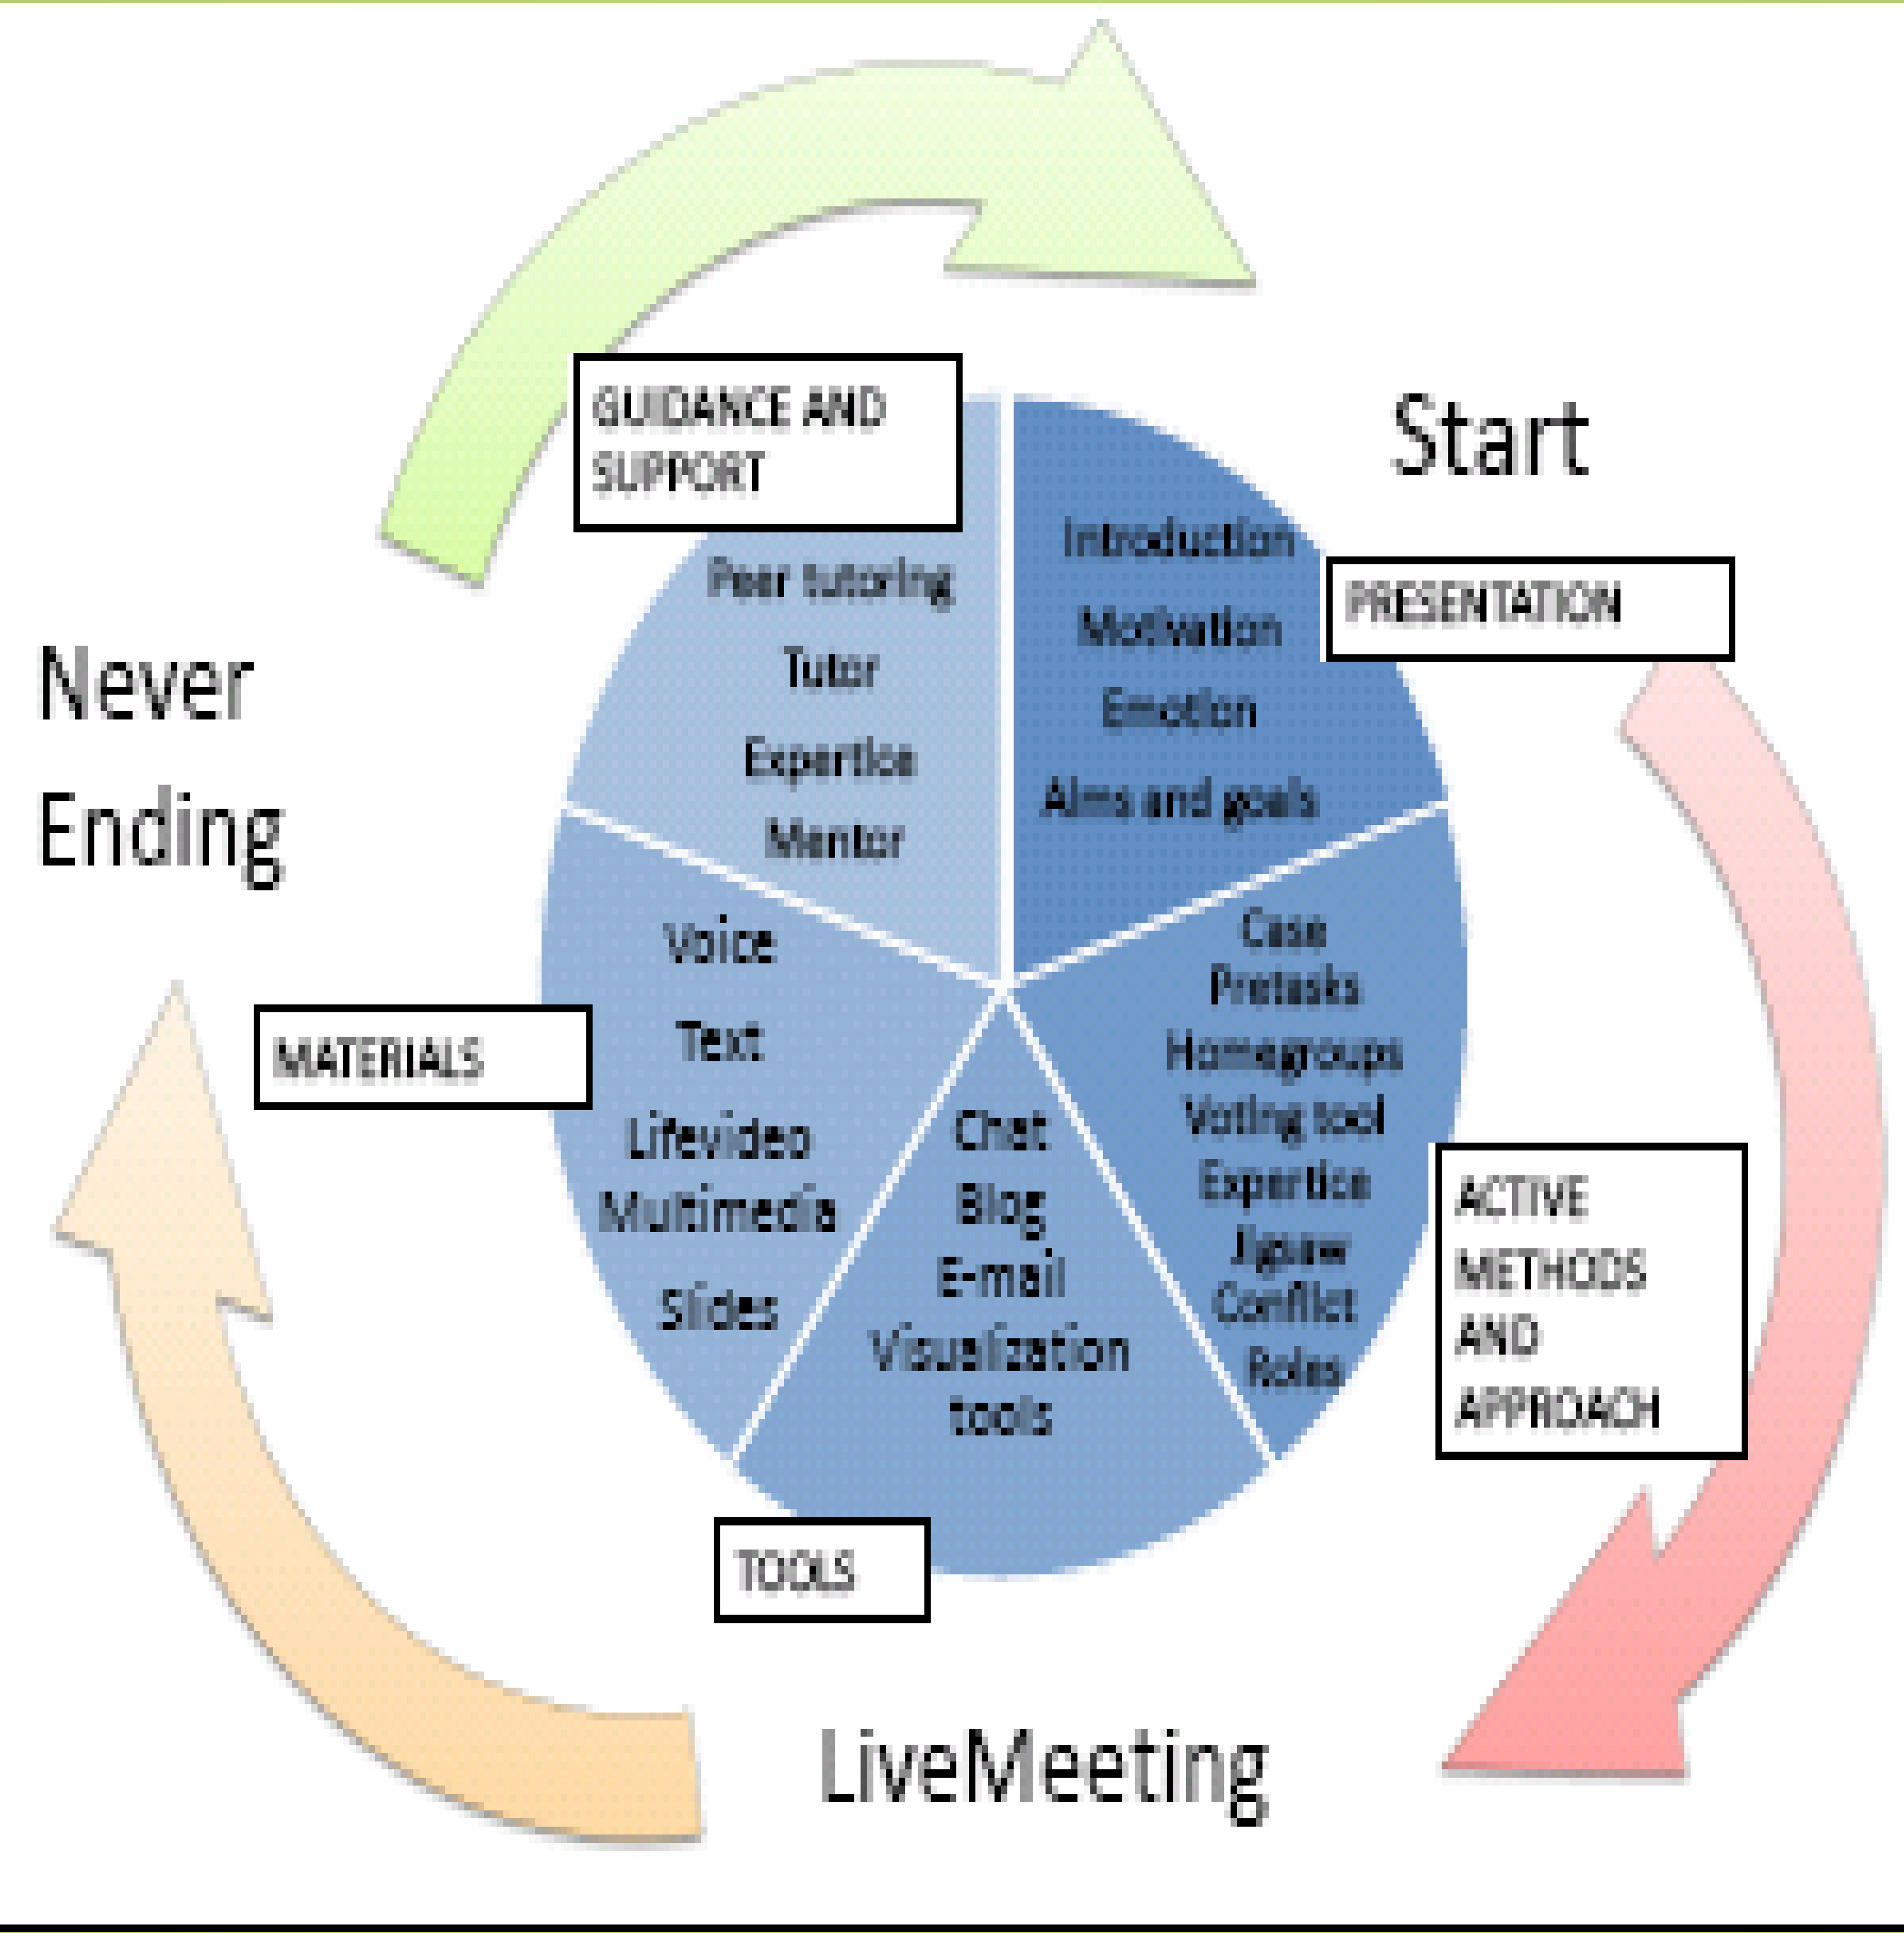 Start
PRESENTATION
Introduction
Motivation
Emotion
Aims and goals
ACTIVE
METHODS
AND
APPROACH
Case
Pretasks
Homegroups
Voting tool
Expertice
Jigsaw
Conflict
Roles
LiveMeeting
TOOLS
Chat
Blog
E-mail
Visualization
tools
MATERIALS
Voice
Text
Lifevideo
Multimedia
Slides
Never
Ending
GUIDANCE AND
SUPPORT
Peer tutoring
Tutor
Expertice
Mentor